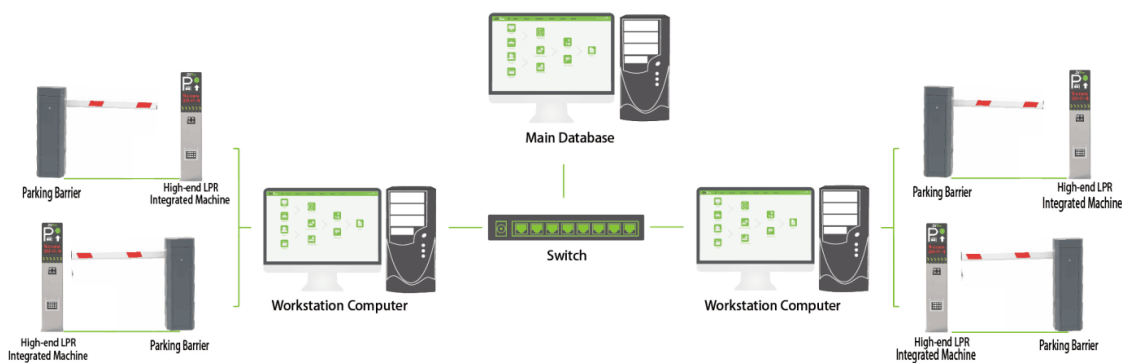 Main Database
Parking Barrier
High-end LPR
Integrated Machine
Parking Barrier
High-end LPR
Integrated Machine
Switch
Workstation Computer
Workstation Computer
High-end LPR
Integrated Machine
Parking Barrier
High-end LPR
Integrated Machine
Parking Barrier